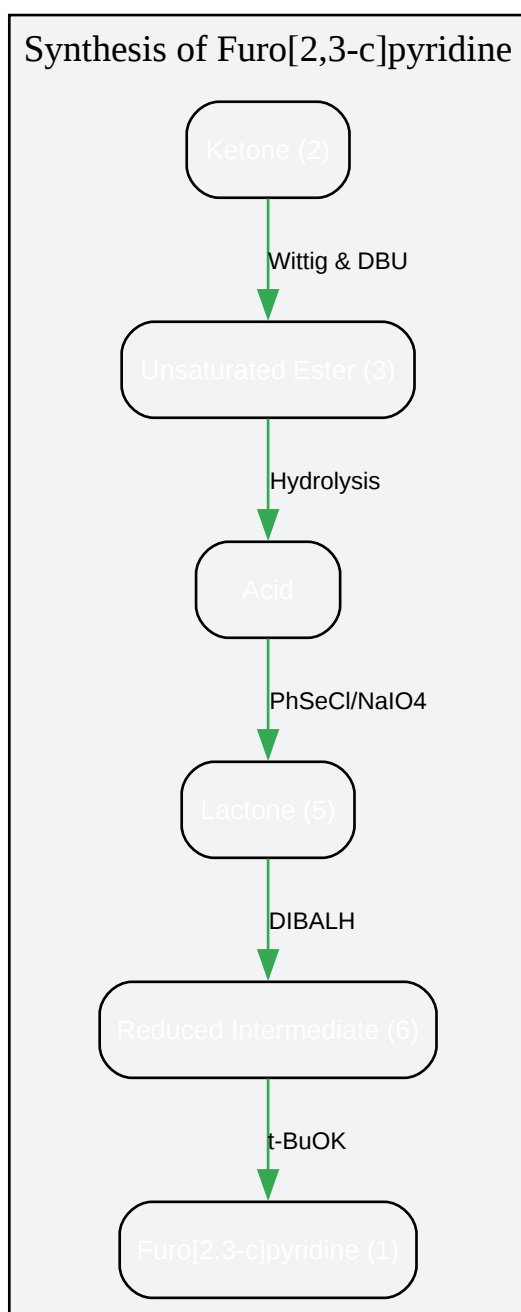 Synthesis of Furo[2,3-c]pyridine
Ketone (2)
Wittig & DBU
Unsaturated Ester (3)
Hydrolysis
Acid
PhSeCl/NaIO4
Lactone (5)
DIBALH
Reduced Intermediate (6)
t-BuOK
Furo[2,3-c]pyridine (1)